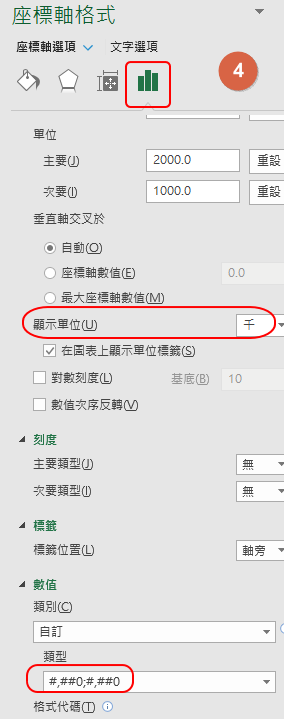 座標軸格式
座標軸選項 文字選項
4
單位
主要(J) 2000.0 重設
次要(I) 1000.0 重設
垂直軸交叉於
自動(O)
座標軸數值(E) 0.0
最大座標軸數值(M)
顯示單位(U) 千
在圖表上顯示單位標籤(S)
對數刻度(L) 基底(B) 10
數值次序反轉(V)
刻度
主要類型(J) 無
次要類型(I) 無
標籤
標籤位置(L) 軸旁
數值
類別(C)
自訂
類型
#,##0;#,##0
格式代碼(T)